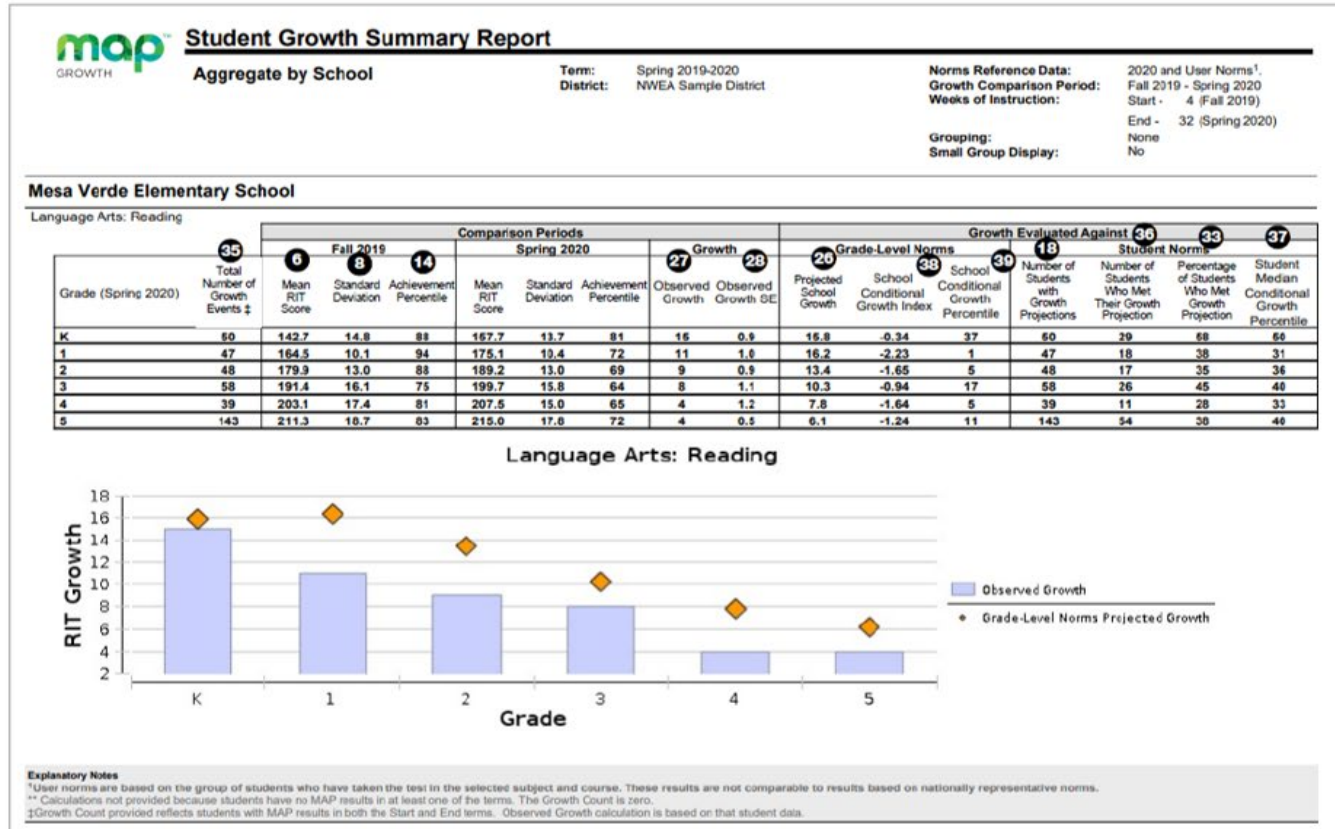 map™
GROWTH
Student Growth Summary Report
Aggregate by School
Term: Spring 2019-2020
District: NWEA Sample District
Norms Reference Data: 2020 and User Norms¹.
Growth Comparison Period: Fall 2019 - Spring 2020
Weeks of Instruction: Start - 4 (Fall 2019)
End - 32 (Spring 2020)
Grouping: None
Small Group Display: No
Mesa Verde Elementary School
Language Arts: Reading
Comparison Periods Growth Evaluated Against
Fall 2019 Spring 2020 Growth Grade-Level Norms Student Norms
35 6 8 14 27 28 26 38 39 18 36 33 37
Grade (Spring 2020)
Total Number of Growth Events ‡
Mean RIT Score
Standard Deviation
Achievement Percentile
Mean RIT Score
Standard Deviation
Achievement Percentile
Observed Growth
Observed Growth SE
Projected School Growth
School Conditional Growth Index
School Conditional Growth Percentile
Number of Students with Growth Projections
Number of Students Who Met Their Growth Projection
Percentage of Students Who Met Growth Projection
Student Median Conditional Growth Percentile
K 142.7 14.8 81 0.9 -0.34 37 29
1 47 164.5 10.1 94 175.1 10.4 72 11 1.0 16.2 -2.23 1 47 18 38 31
2 48 179.9 13.0 88 189.2 13.0 69 9 0.9 13.4 -1.65 5 48 17 35 36
3 58 191.4 16.1 75 199.7 15.8 64 8 1.1 10.3 -0.94 17 58 26 45 40
4 39 203.1 17.4 81 207.5 15.0 65 4 1.2 7.8 -1.64 5 39 11 28 33
5 143 211.3 83 215.0 72 4 0.5 6.1 -1.24 11 143 54 38 40
Language Arts: Reading
18
16
14
12
10
8
6
4
2
RIT Growth
K 1 2 3 4 5
Grade
Observed Growth
Grade-Level Norms Projected Growth
Explanatory Notes
¹User norms are based on the group of students who have taken the test in the selected subject and course. These results are not comparable to results based on nationally representative norms.
** Calculations not provided because students have no MAP results in at least one of the terms. The Growth Count is zero.
‡Growth Count provided reflects students with MAP results in both the Start and End terms. Observed Growth calculation is based on that student data.